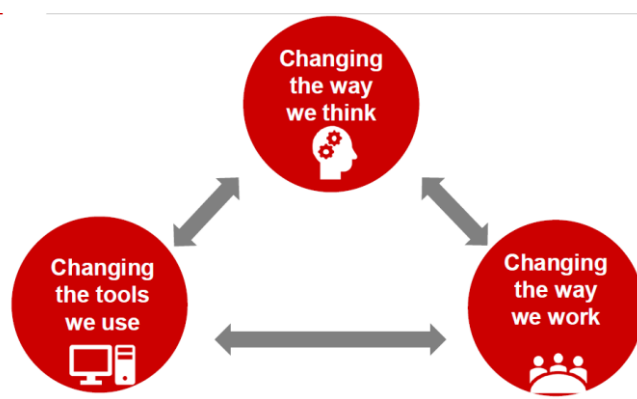 Changing
the way
we think
Changing
the tools
we use
Changing
the way
we work